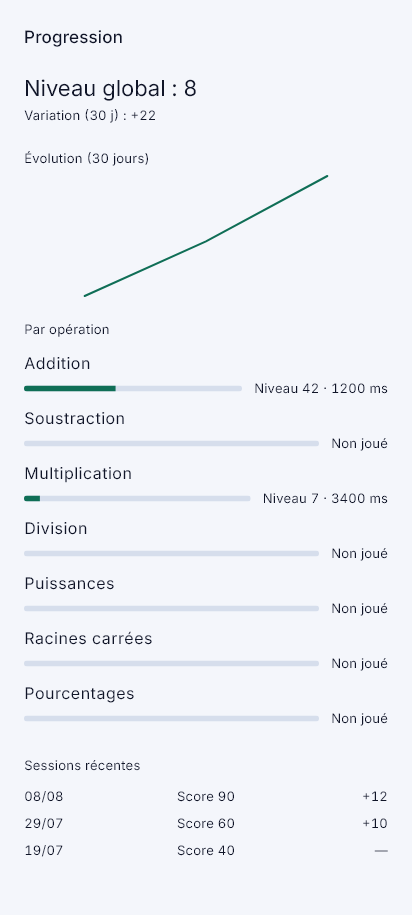 Progression
Niveau global : 8
Variation (30 j) : +22
Évolution (30 jours)
Par opération
Addition
Niveau 42 · 1200 ms
Soustraction
Non joué
Multiplication
Niveau 7 · 3400 ms
Division
Non joué
Puissances
Non joué
Racines carrées
Non joué
Pourcentages
Non joué
Sessions récentes
08/08 Score 90 +12
29/07 Score 60 +10
19/07 Score 40 —